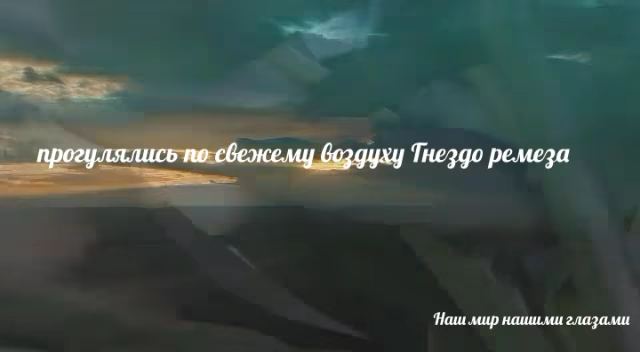 прогулялись по свежему воздуху Гнездо ремеза
Наш мир нашими глазами